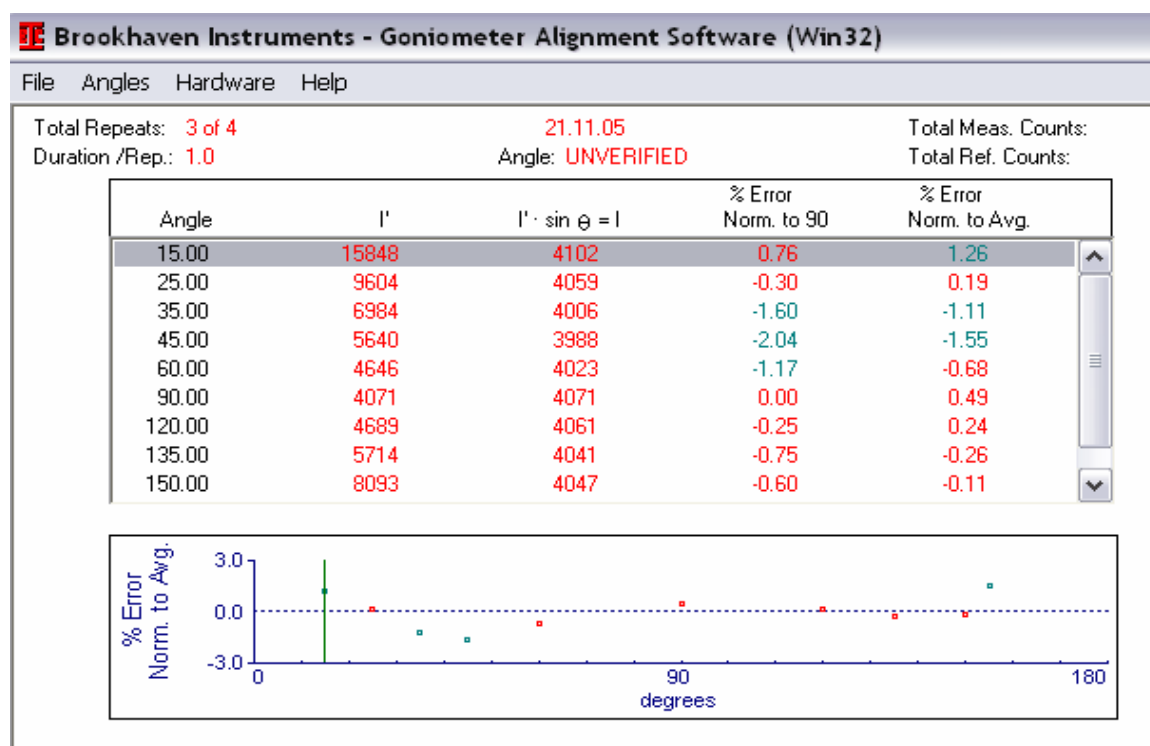 Brookhaven Instruments - Goniometer Alignment Software (Win32)
File Angles Hardware Help
Total Repeats: 3 of 4 21.11.05 Total Meas. Counts:
Duration /Rep.: 1.0 Angle: UNVERIFIED Total Ref. Counts:
% Error % Error
Angle I' I' · sin θ = I Norm. to 90 Norm. to Avg.
15.00 15848 4102 0.76 1.26
25.00 9604 4059 -0.30 0.19
35.00 6984 4006 -1.60 -1.11
45.00 5640 3988 -2.04 -1.55
60.00 4646 4023 -1.17 -0.68
90.00 4071 4071 0.00 0.49
120.00 4689 4061 -0.25 0.24
135.00 5714 4041 -0.75 -0.26
150.00 8093 4047 -0.60 -0.11
% Error
Norm. to Avg.
3.0
0.0
-3.0
0 90 180
degrees